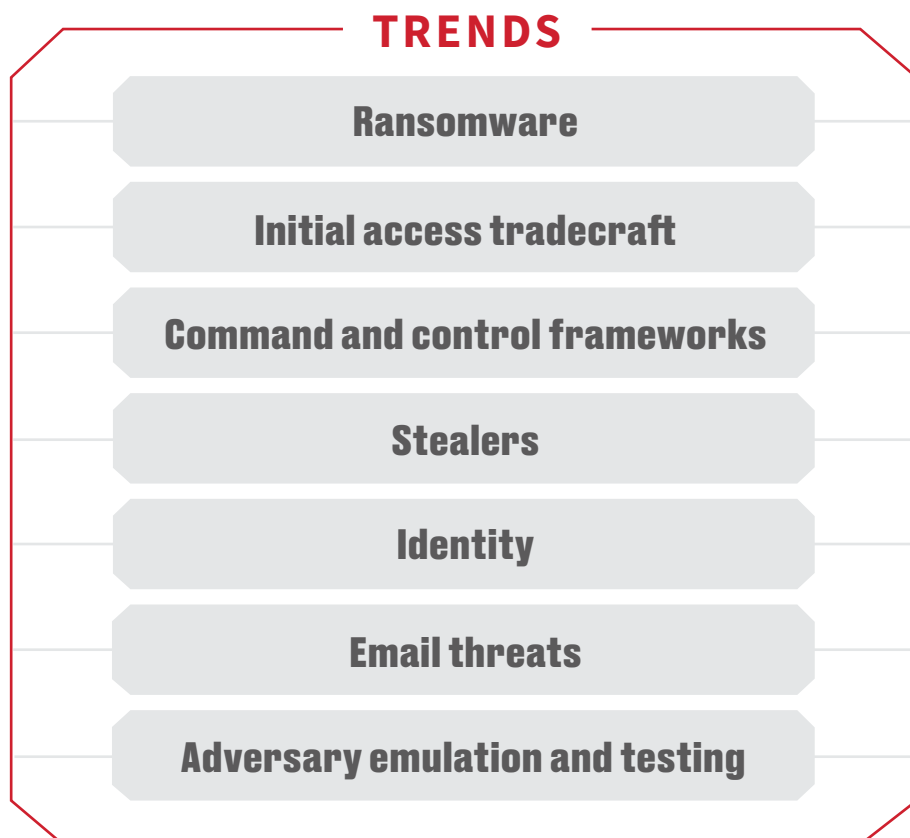 TRENDS
Ransomware
Initial access tradecraft
Command and control frameworks
Stealers
Identity
Email threats
Adversary emulation and testing